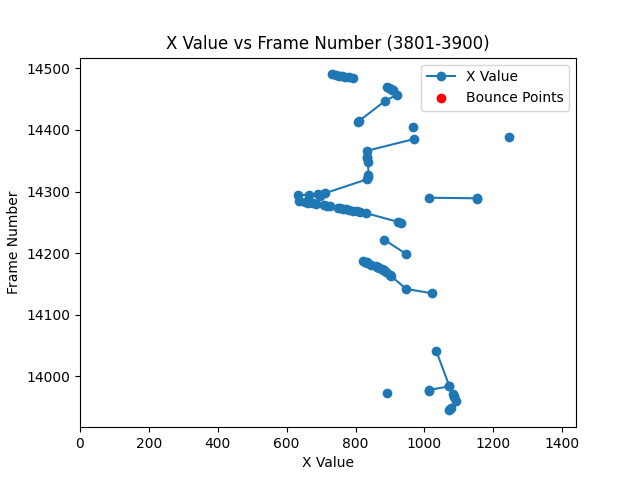 X Value vs Frame Number (3801-3900)
X Value
Bounce Points
Frame Number
14500
14400
14300
14200
14100
14000
0 200 400 600 800 1000 1200 1400
X Value